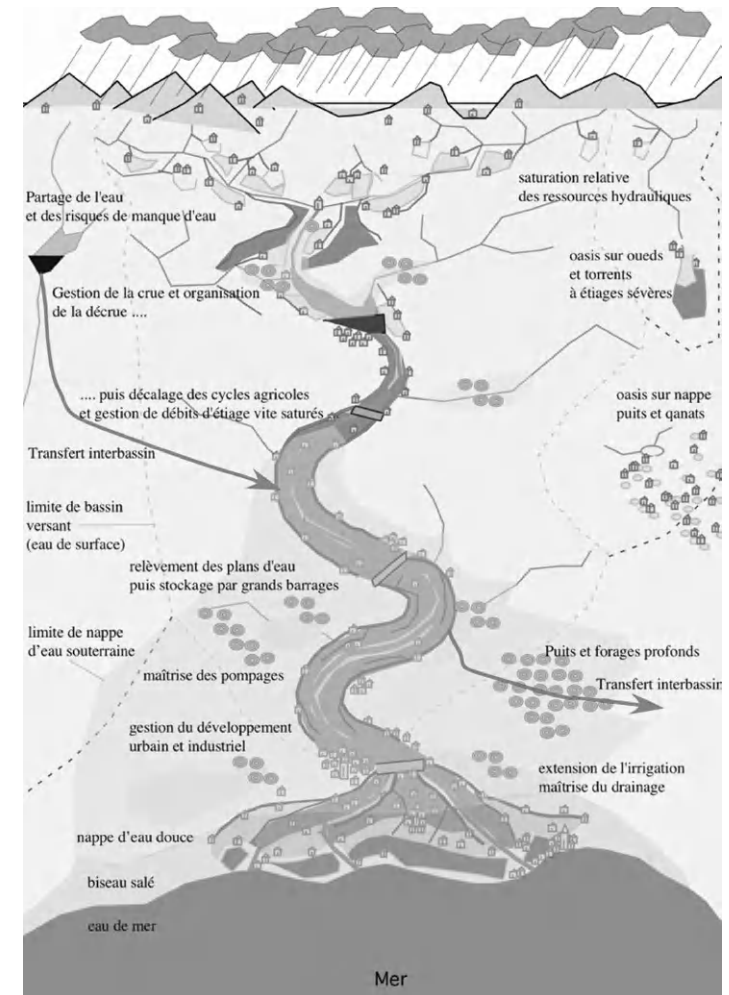 Partage de l'eau
et des risques de manque d'eau
saturation relative
des ressources hydrauliques
oasis sur oueds
et torrents
à étiages sévères
Gestion de la crue et organisation
de la décrue ....
.... puis décalage des cycles agricoles
et gestion de débits d'étiage vite saturés
oasis sur nappe
puits et qanats
Transfert interbassin
limite de bassin
versant
(eau de surface)
relèvement des plans d'eau
puis stockage par grands barrages
limite de nappe
d'eau souterraine
maîtrise des pompages
Puits et forages profonds
Transfert interbassin
gestion du développement
urbain et industriel
extension de l'irrigation
maîtrise du drainage
nappe d'eau douce
biseau salé
eau de mer
Mer